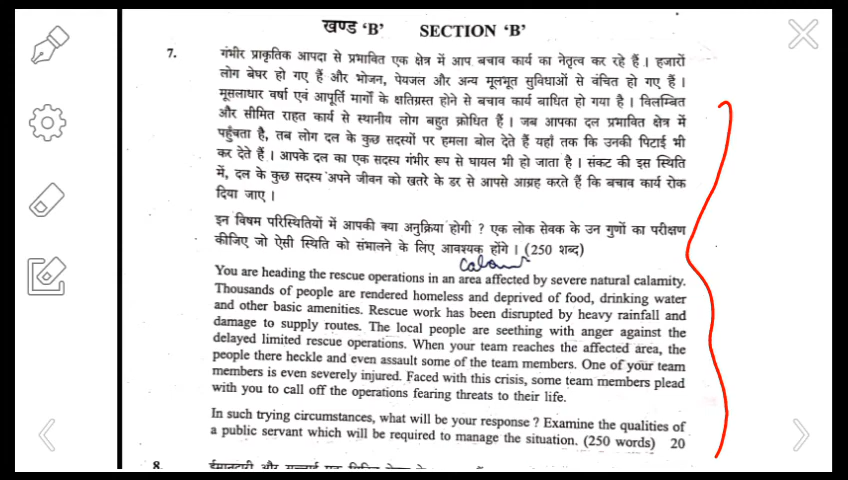 खण्ड 'B' SECTION 'B'
7. गंभीर प्राकृतिक आपदा से प्रभावित एक क्षेत्र में आप बचाव कार्य का नेतृत्व कर रहे हैं । हजारों
लोग बेघर हो गए हैं और भोजन, पेयजल और अन्य मूलभूत सुविधाओं से वंचित हो गए हैं ।
मूसलाधार वर्षा एवं आपूर्ति मार्गों के क्षतिग्रस्त होने से बचाव कार्य बाधित हो गया है । विलम्बित
और सीमित राहत कार्य से स्थानीय लोग बहुत क्रोधित हैं । जब आपका दल प्रभावित क्षेत्र में
पहुँचता है, तब लोग दल के कुछ सदस्यों पर हमला बोल देते हैं यहाँ तक कि उनकी पिटाई भी
कर देते हैं । आपके दल का एक सदस्य गंभीर रूप से घायल भी हो जाता है । संकट की इस स्थिति
में, दल के कुछ सदस्य अपने जीवन को खतरे के डर से आपसे आग्रह करते हैं कि बचाव कार्य रोक
दिया जाए ।
इन विषम परिस्थितियों में आपकी क्या अनुक्रिया होगी ? एक लोक सेवक के उन गुणों का परीक्षण
कीजिए जो ऐसी स्थिति को संभालने के लिए आवश्यक होंगे । (250 शब्द)
You are heading the rescue operations in an area affected by severe natural calamity.
Thousands of people are rendered homeless and deprived of food, drinking water
and other basic amenities. Rescue work has been disrupted by heavy rainfall and
damage to supply routes. The local people are seething with anger against the
delayed limited rescue operations. When your team reaches the affected area, the
people there heckle and even assault some of the team members. One of your team
members is even severely injured. Faced with this crisis, some team members plead
with you to call off the operations fearing threats to their life.
In such trying circumstances, what will be your response ? Examine the qualities of
a public servant which will be required to manage the situation. (250 words) 20
8.